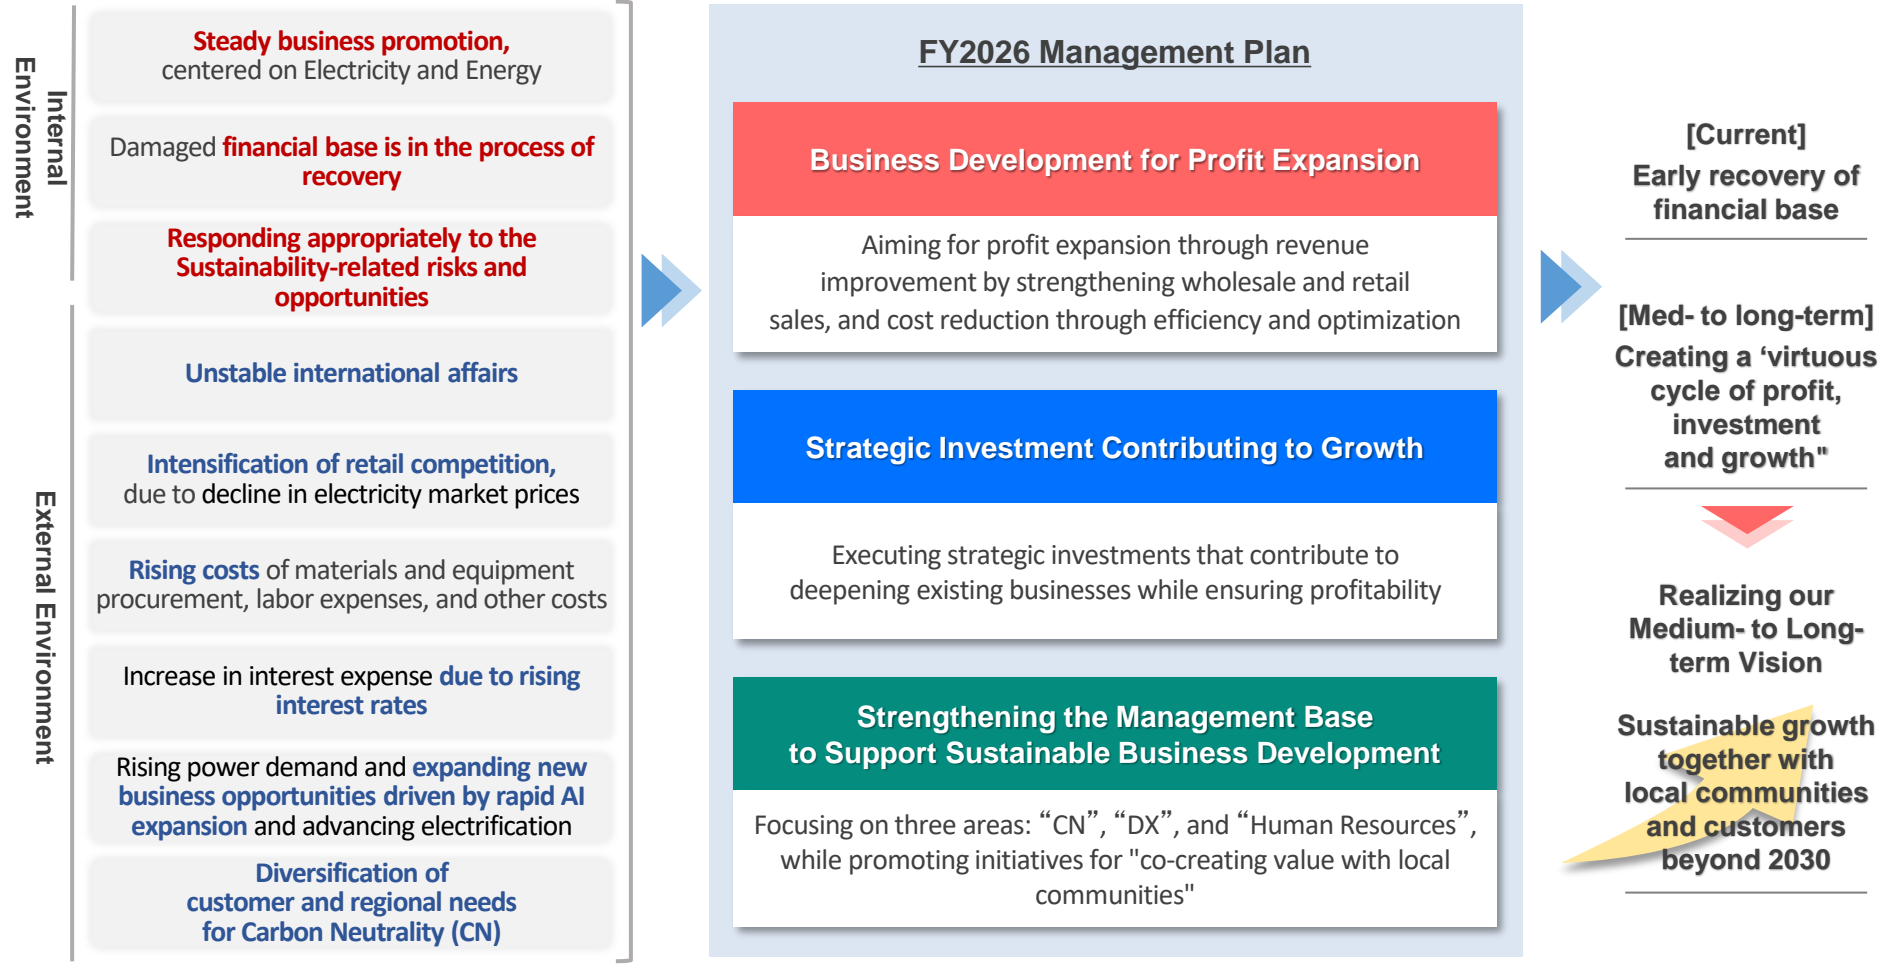 Internal
Environment
Steady business promotion,
centered on Electricity and Energy
Damaged financial base is in the process of
recovery
Responding appropriately to the
Sustainability-related risks and
opportunities
External Environment
Unstable international affairs
Intensification of retail competition,
due to decline in electricity market prices
Rising costs of materials and equipment
procurement, labor expenses, and other costs
Increase in interest expense due to rising
interest rates
Rising power demand and expanding new
business opportunities driven by rapid AI
expansion and advancing electrification
Diversification of
customer and regional needs
for Carbon Neutrality (CN)
FY2026 Management Plan
Business Development for Profit Expansion
Aiming for profit expansion through revenue
improvement by strengthening wholesale and retail
sales, and cost reduction through efficiency and optimization
Strategic Investment Contributing to Growth
Executing strategic investments that contribute to
deepening existing businesses while ensuring profitability
Strengthening the Management Base
to Support Sustainable Business Development
Focusing on three areas: “CN”, “DX”, and “Human Resources”,
while promoting initiatives for "co-creating value with local
communities"
[Current]
Early recovery of
financial base
[Med- to long-term]
Creating a ‘virtuous
cycle of profit,
investment
and growth"
Realizing our
Medium- to Long-
term Vision
Sustainable growth
together with
local communities
and customers
beyond 2030